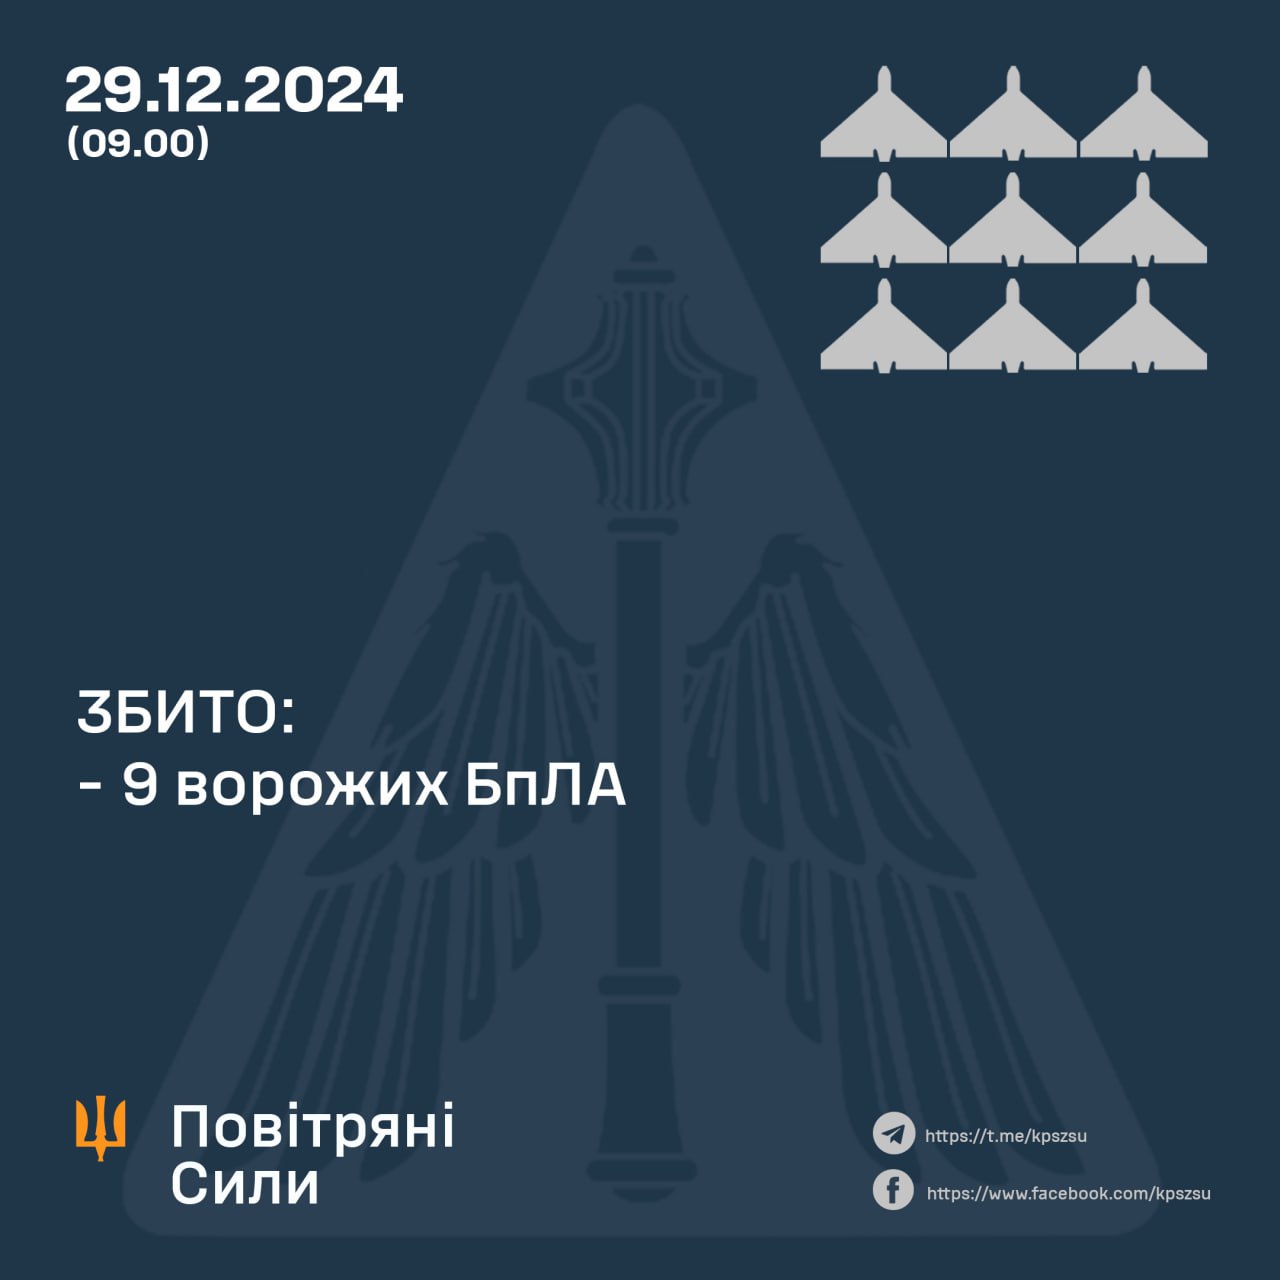 29.12.2024
(09.00)
ЗБИТО:
- 9 ворожих БпЛА
Повітряні
Сили
https://t.me/kpszsu
https://www.facebook.com/kpszsu